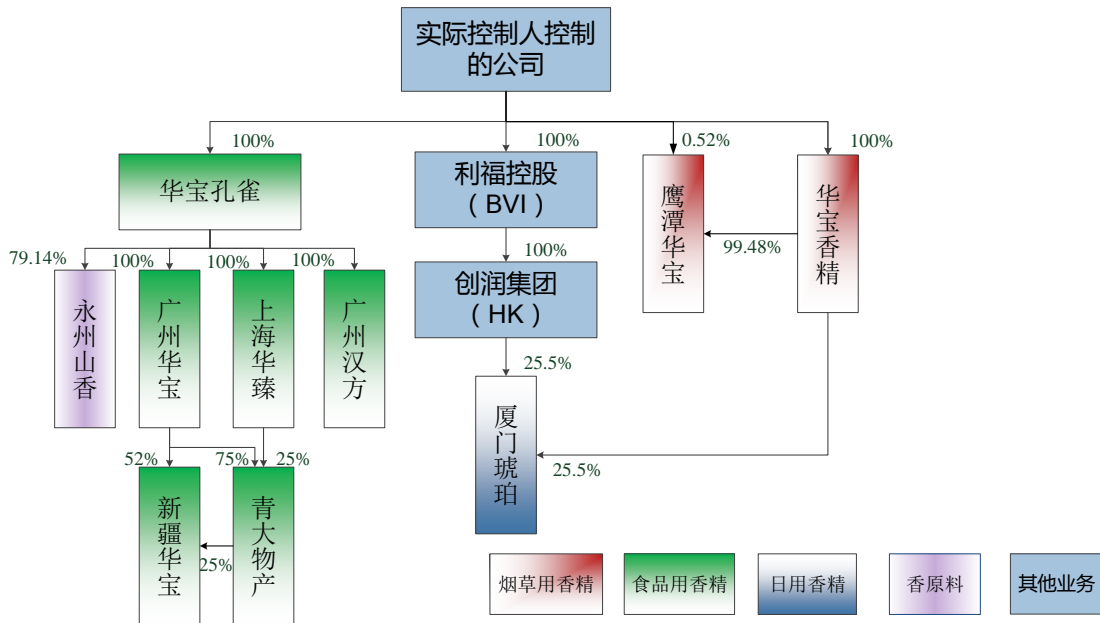 实际控制人控制
的公司
100%
100%
0.52%
100%
华宝孔雀
利福控股
（BVI）
鹰潭华宝
华宝香精
99.48%
100%
79.14%
100%
100%
100%
永州山香
广州华宝
上海华臻
广州汉方
创润集团
（HK）
25.5%
厦门琥珀
25.5%
52%
75%
25%
新疆华宝
青大物产
25%
烟草用香精
食品用香精
日用香精
香原料
其他业务